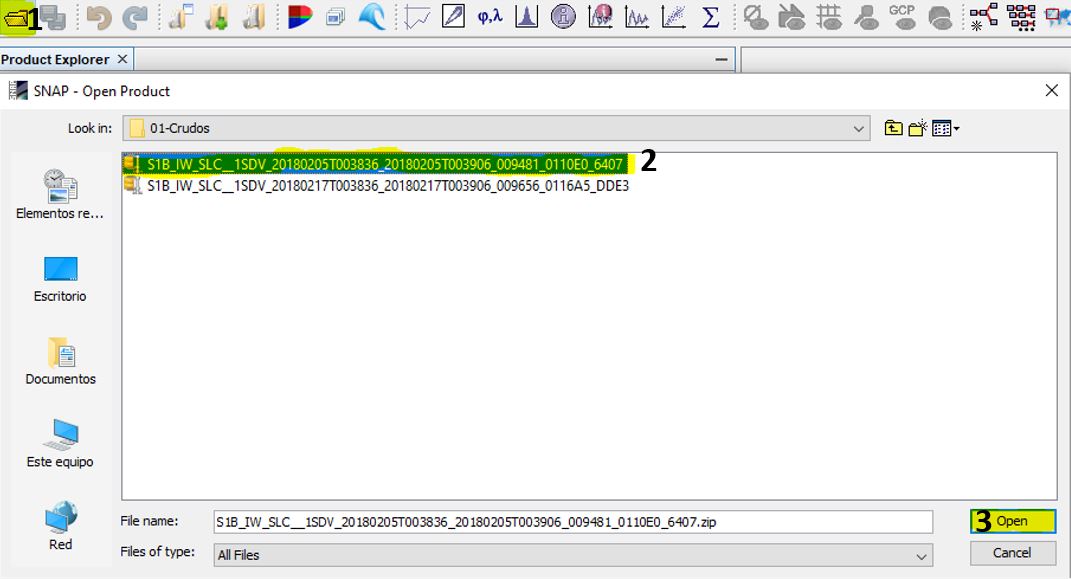 1
φ,λ
Σ
GCP
Product Explorer
SNAP - Open Product
Look in:
01-Crudos
S1B_IW_SLC__1SDV_20180205T003836_20180205T003906_009481_0110E0_6407
2
S1B_IW_SLC__1SDV_20180217T003836_20180217T003906_009656_0116A5_DDE3
Elementos re...
Escritorio
Documentos
Este equipo
Red
File name:
S1B_IW_SLC__1SDV_20180205T003836_20180205T003906_009481_0110E0_6407.zip
3 Open
Files of type:
All Files
Cancel